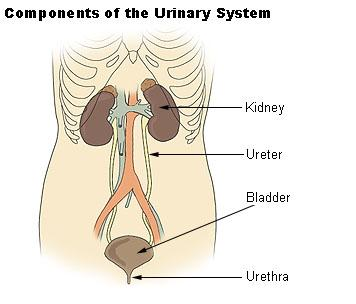 Components of the Urinary System
Kidney
Ureter
Bladder
Urethra